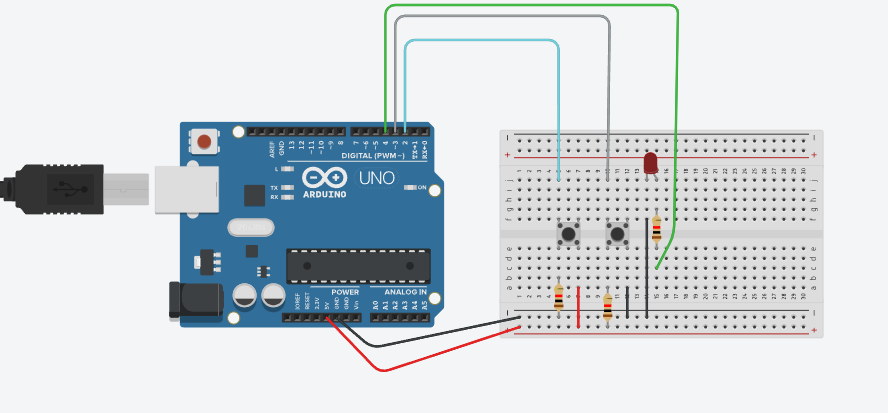 AREF
GND
13
12
~11
~10
~9
8
7
~6
~5
4
~3
2
TX→1
RX←0
DIGITAL (PWM~)
L
TX
RX
UNO
ON
ARDUINO
POWER
ANALOG IN
IOREF
RESET
3.3V
5V
GND
GND
Vin
A0
A1
A2
A3
A4
A5